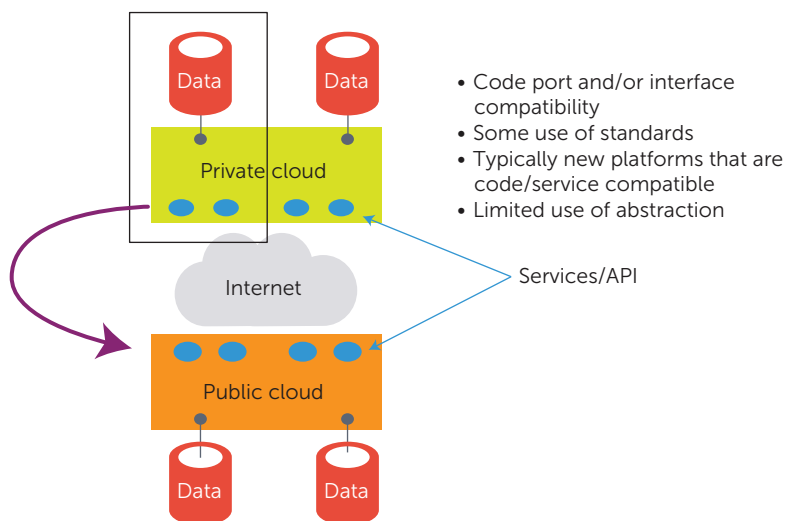 Data
Data
• Code port and/or interface
compatibility
• Some use of standards
• Typically new platforms that are
code/service compatible
• Limited use of abstraction
Private cloud
Internet
Services/API
Public cloud
Data
Data